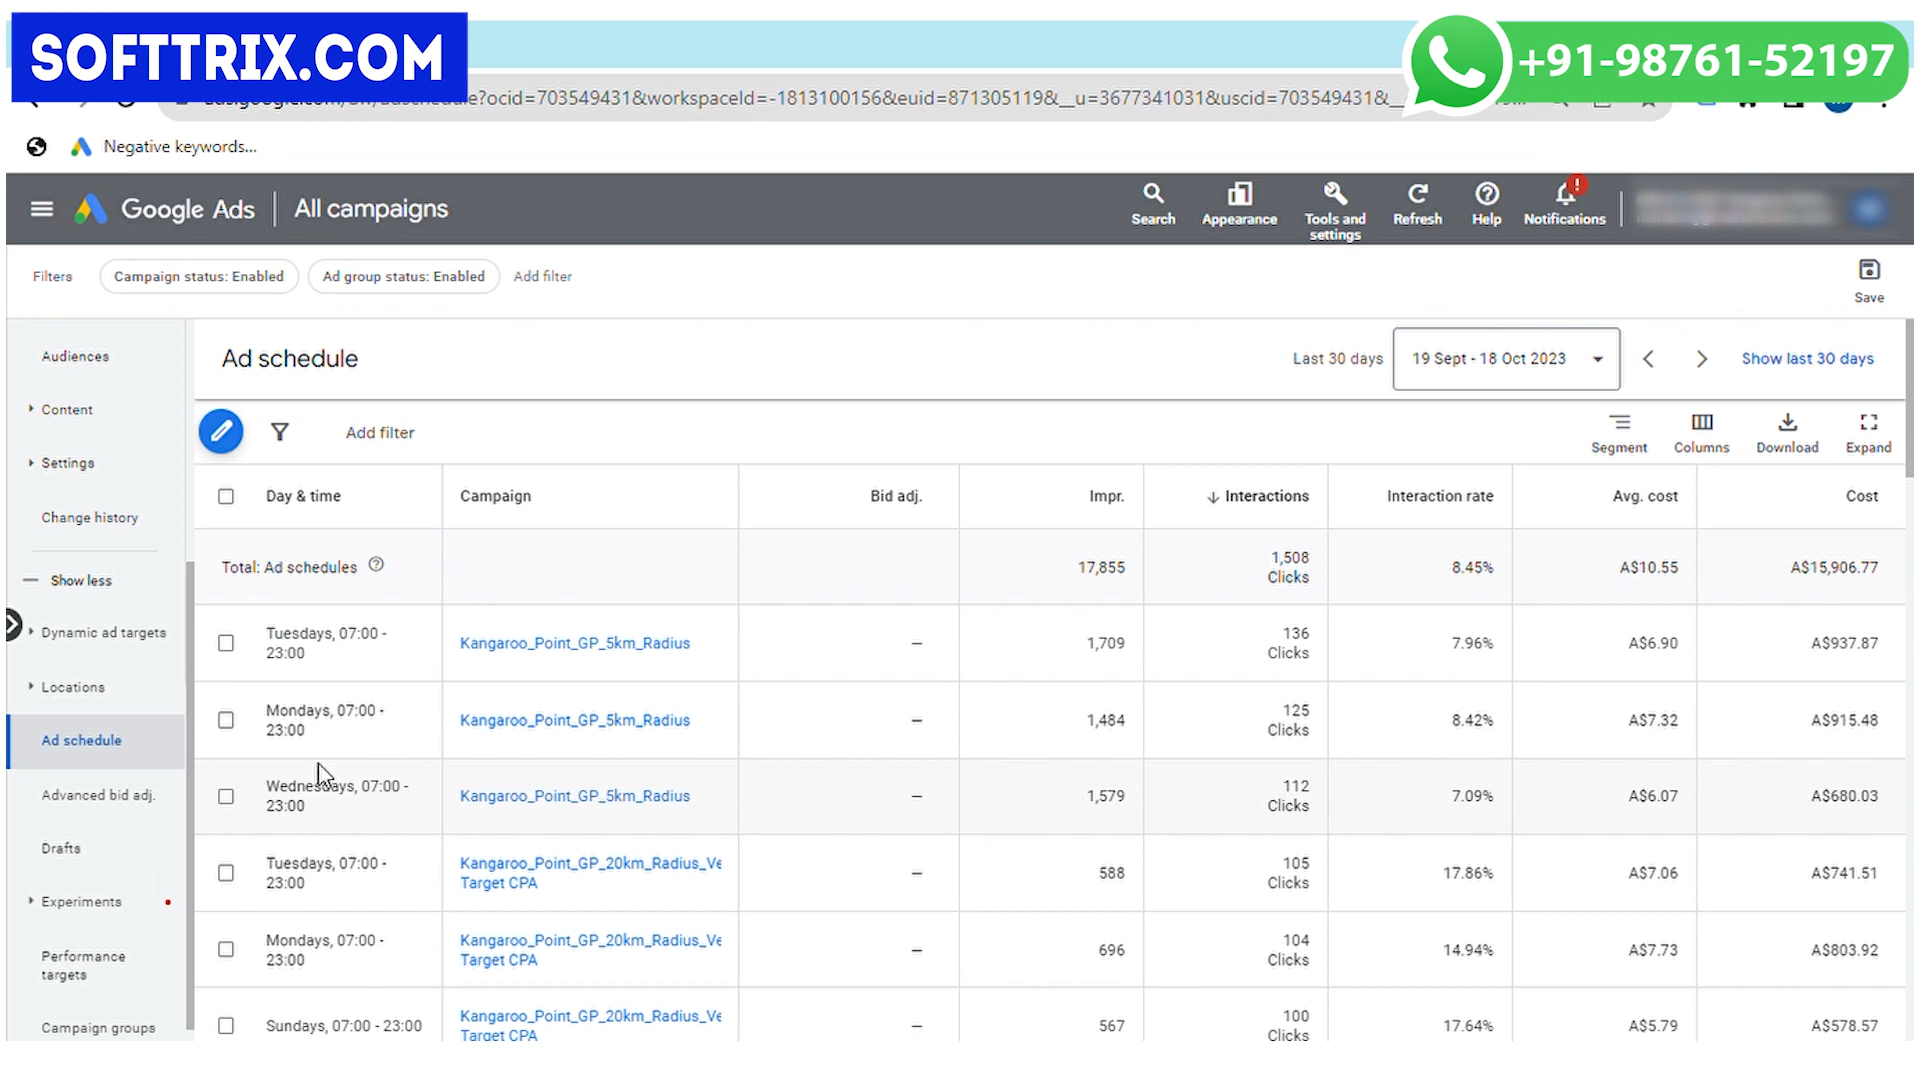 SOFTTRIX.COM
+91-98761-52197
?ocid=703549431&workspaceId=-1813100156&euid=871305119&__u=3677341031&uscid=703549431&
Negative keywords...
Google Ads
All campaigns
Search
Appearance
Tools and
settings
Refresh
Help
Notifications
Filters
Campaign status: Enabled
Ad group status: Enabled
Add filter
Save
Audiences
Content
Settings
Change history
Show less
Dynamic ad targets
Locations
Ad schedule
Advanced bid adj.
Drafts
Experiments
Performance
targets
Campaign groups
Ad schedule
Last 30 days
19 Sept - 18 Oct 2023
Show last 30 days
Add filter
Segment
Columns
Download
Expand
Day & time
Campaign
Bid adj.
Impr.
Interactions
Interaction rate
Avg. cost
Cost
Total: Ad schedules
17,855
1,508
Clicks
8.45%
A$10.55
A$15,906.77
Tuesdays, 07:00 -
23:00
Kangaroo_Point_GP_5km_Radius
—
1,709
136
Clicks
7.96%
A$6.90
A$937.87
Mondays, 07:00 -
23:00
Kangaroo_Point_GP_5km_Radius
—
1,484
125
Clicks
8.42%
A$7.32
A$915.48
Wednesdays, 07:00 -
23:00
Kangaroo_Point_GP_5km_Radius
—
1,579
112
Clicks
7.09%
A$6.07
A$680.03
Tuesdays, 07:00 -
23:00
Kangaroo_Point_GP_20km_Radius_Ve
Target CPA
—
588
105
Clicks
17.86%
A$7.06
A$741.51
Mondays, 07:00 -
23:00
Kangaroo_Point_GP_20km_Radius_Ve
Target CPA
—
696
104
Clicks
14.94%
A$7.73
A$803.92
Sundays, 07:00 - 23:00
Kangaroo_Point_GP_20km_Radius_Ve
Target CPA
—
567
100
Clicks
17.64%
A$5.79
A$578.57